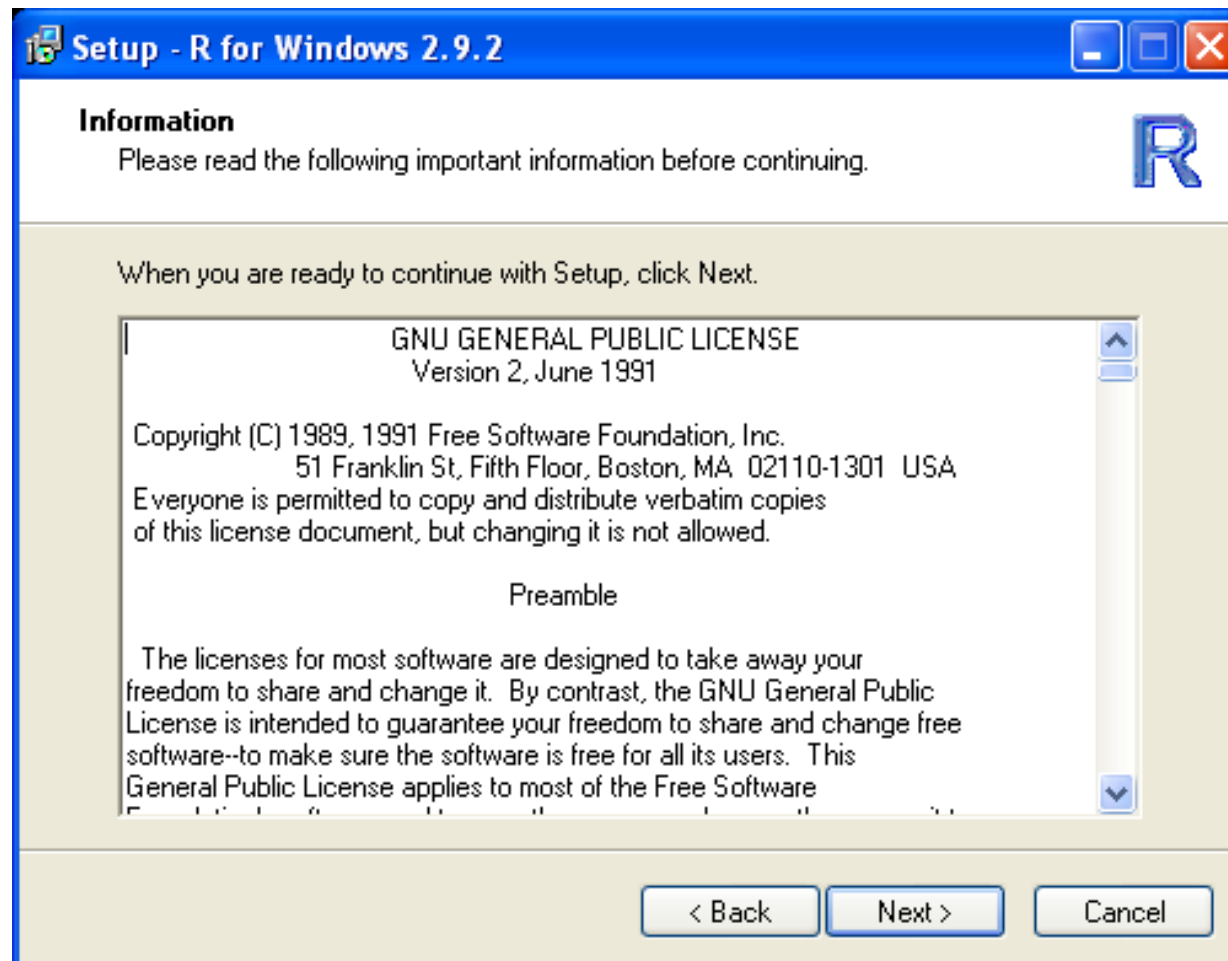 Setup - R for Windows 2.9.2
Information
Please read the following important information before continuing.
R
When you are ready to continue with Setup, click Next.
GNU GENERAL PUBLIC LICENSE
Version 2, June 1991
Copyright (C) 1989, 1991 Free Software Foundation, Inc.
51 Franklin St, Fifth Floor, Boston, MA  02110-1301  USA
Everyone is permitted to copy and distribute verbatim copies
of this license document, but changing it is not allowed.
Preamble
The licenses for most software are designed to take away your
freedom to share and change it.  By contrast, the GNU General Public
License is intended to guarantee your freedom to share and change free
software--to make sure the software is free for all its users.  This
General Public License applies to most of the Free Software
< Back
Next >
Cancel